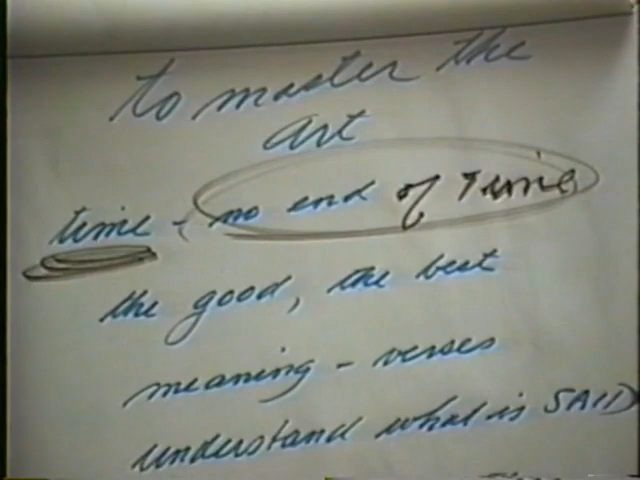 to master the
art
time - no end of Time
the good, the best
meaning - verses
understand what is SAID